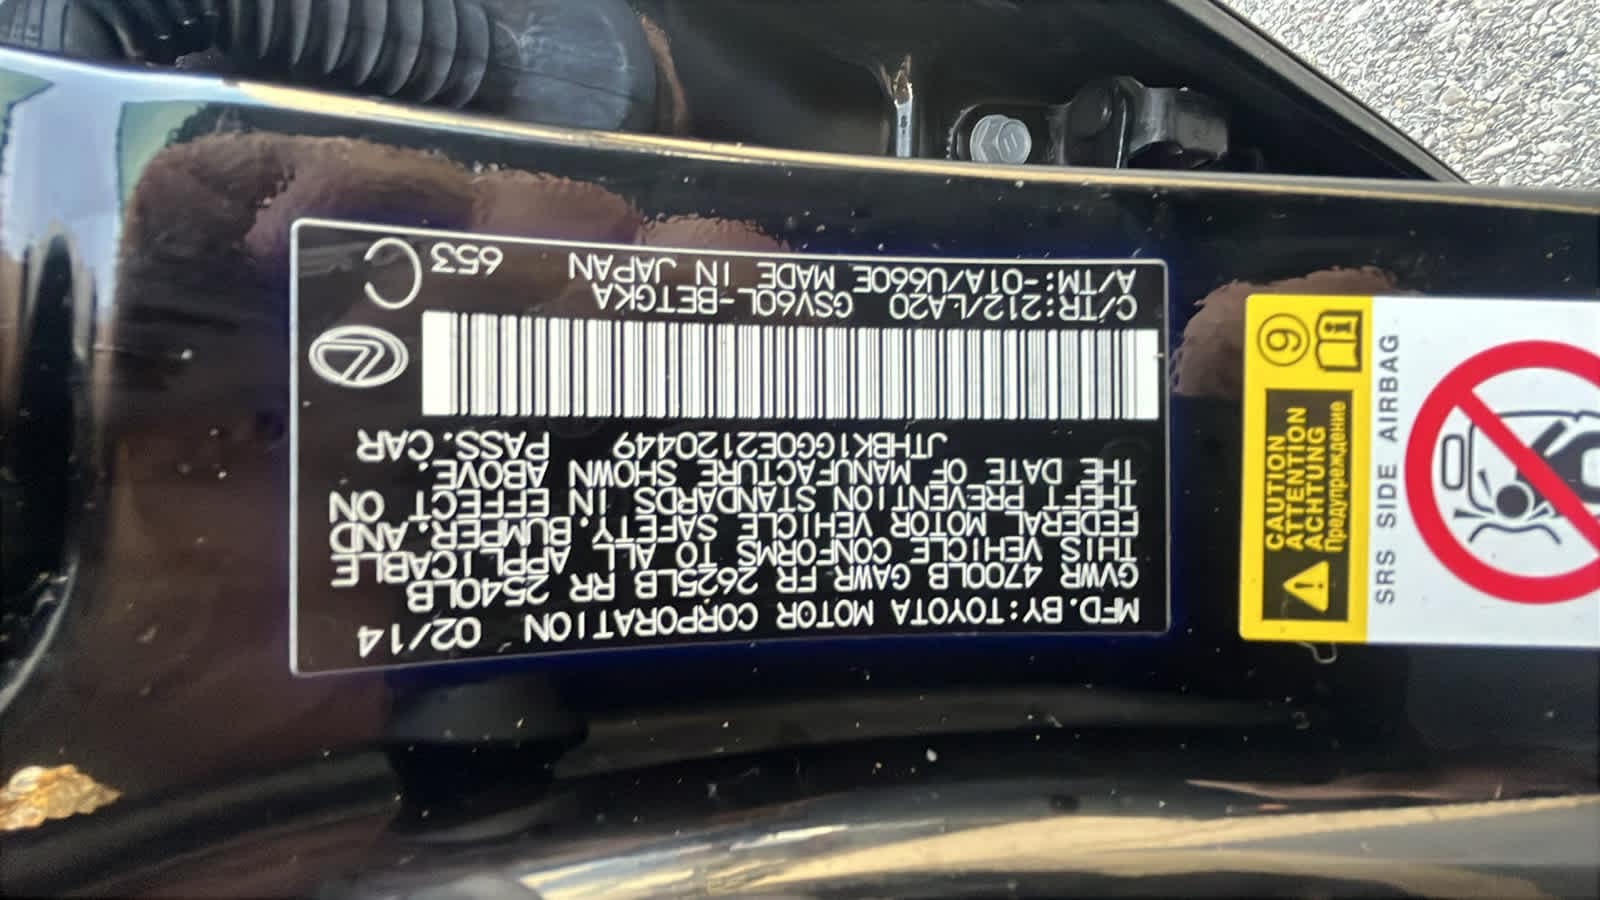 MFD.BY:TOYOTA MOTOR CORPORATION 02/14
GVWR 4700LB GAWR FR 2625LB RR 2540LB
THIS VEHICLE CONFORMS TO ALL APPLICABLE
FEDERAL MOTOR VEHICLE SAFETY, BUMPER, AND
THEFT PREVENTION STANDARDS IN EFFECT ON
THE DATE OF MANUFACTURE SHOWN ABOVE.
JTHBK1GG0E2120449 PASS. CAR
C/TR:212/LA20 GSV60L-BETGKA
A/TM:-01A/U660E MADE IN JAPAN 653
C
CAUTION
ATTENTION
ACHTUNG
Предупреждение
SRS SIDE AIRBAG